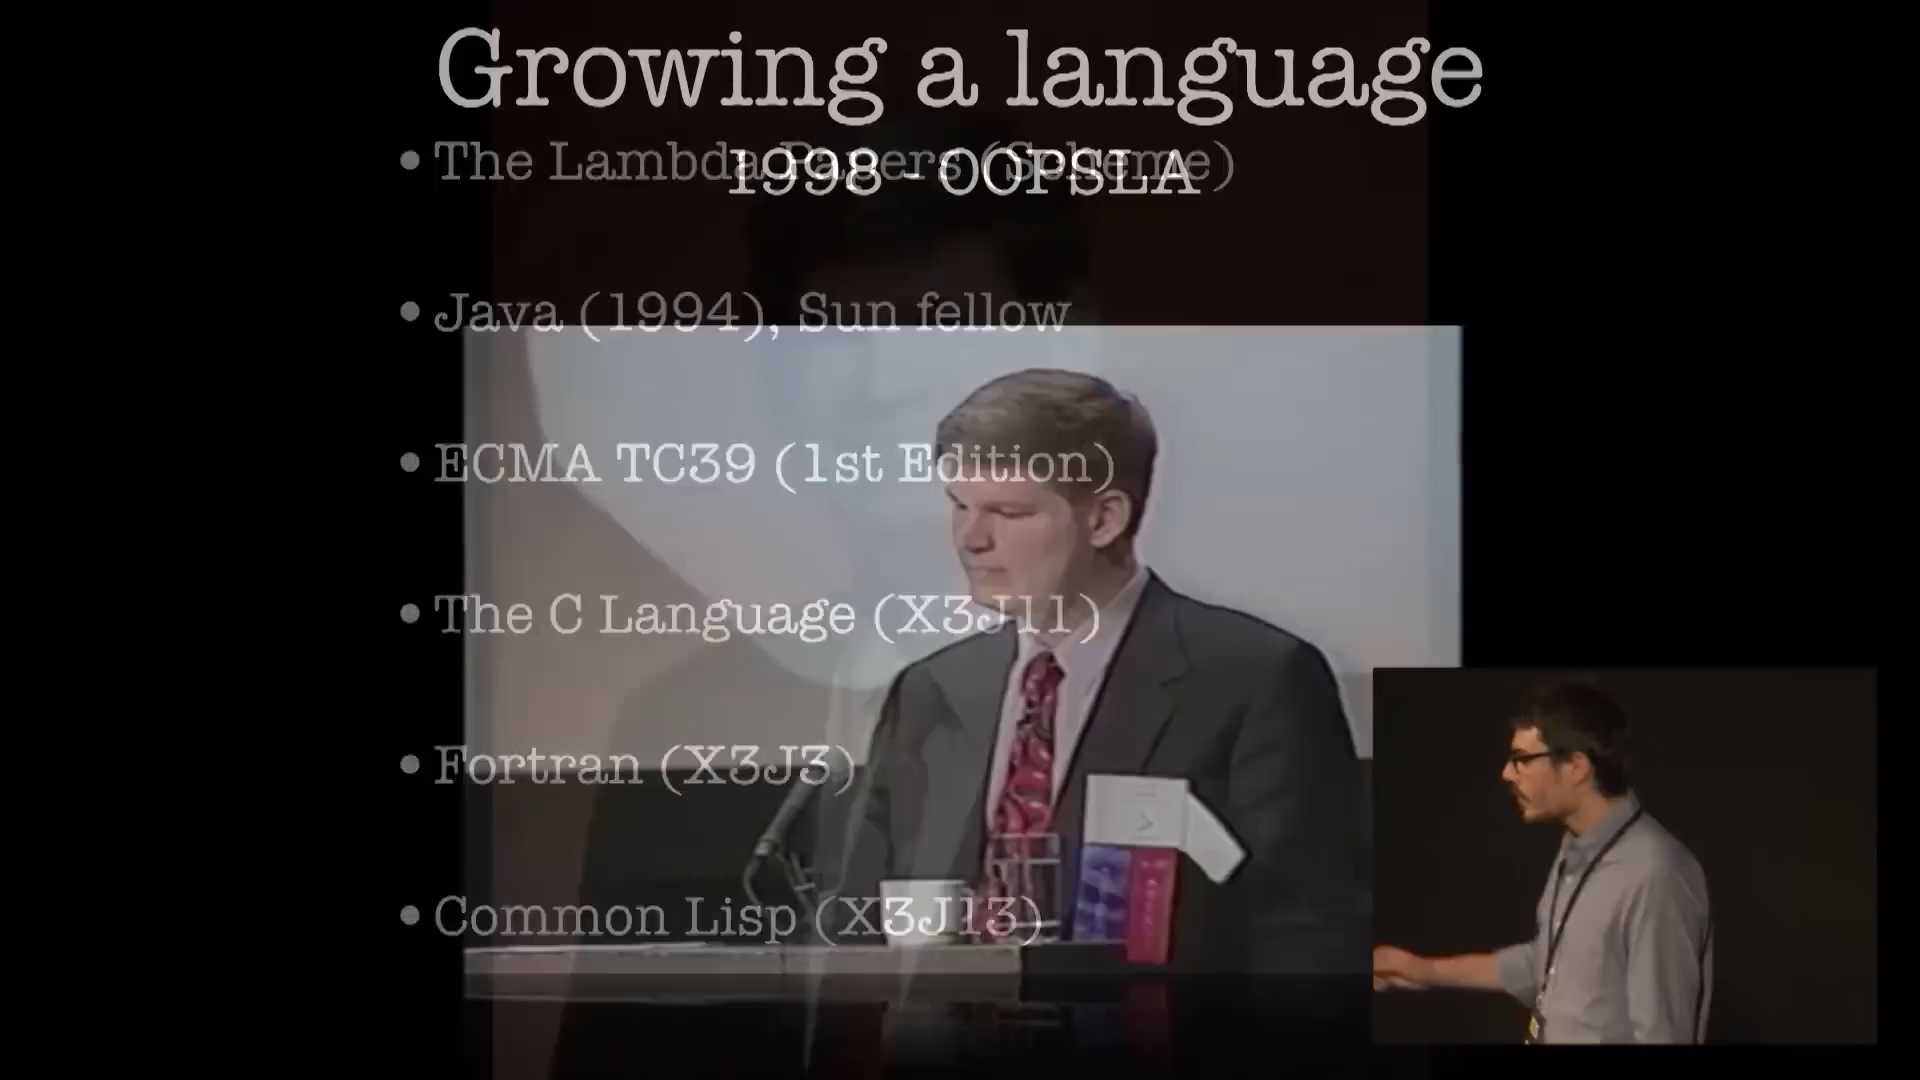 Growing a language
1998 - OOPSLA
The Lambda Papers (Scheme)
Java (1994), Sun fellow
ECMA TC39 (1st Edition)
The C Language (X3J11)
Fortran (X3J3)
Common Lisp (X3J13)